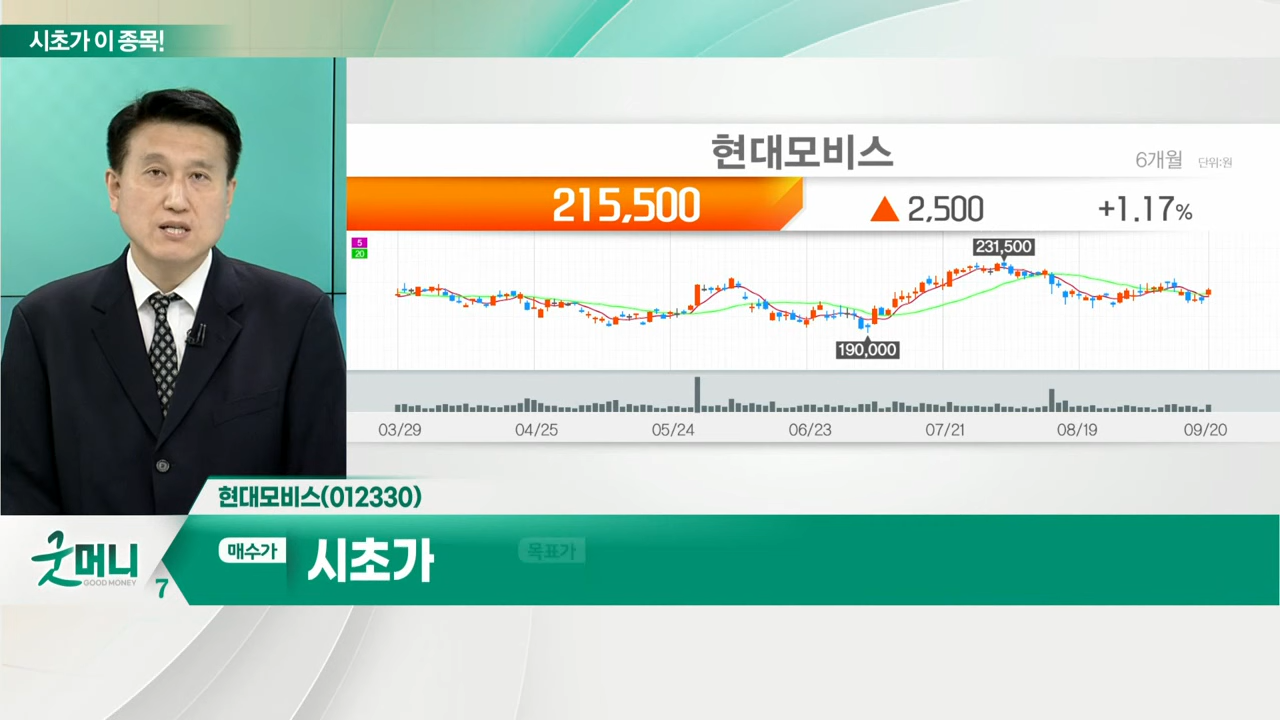 시초가 이 종목!
현대모비스
6개월 단위:원
215,500 ▲ 2,500 +1.17%
5
20
231,500
190,000
03/29 04/25 05/24 06/23 07/21 08/19 09/20
현대모비스(012330)
굿머니
GOOD MONEY
7
매수가 시초가 목표가